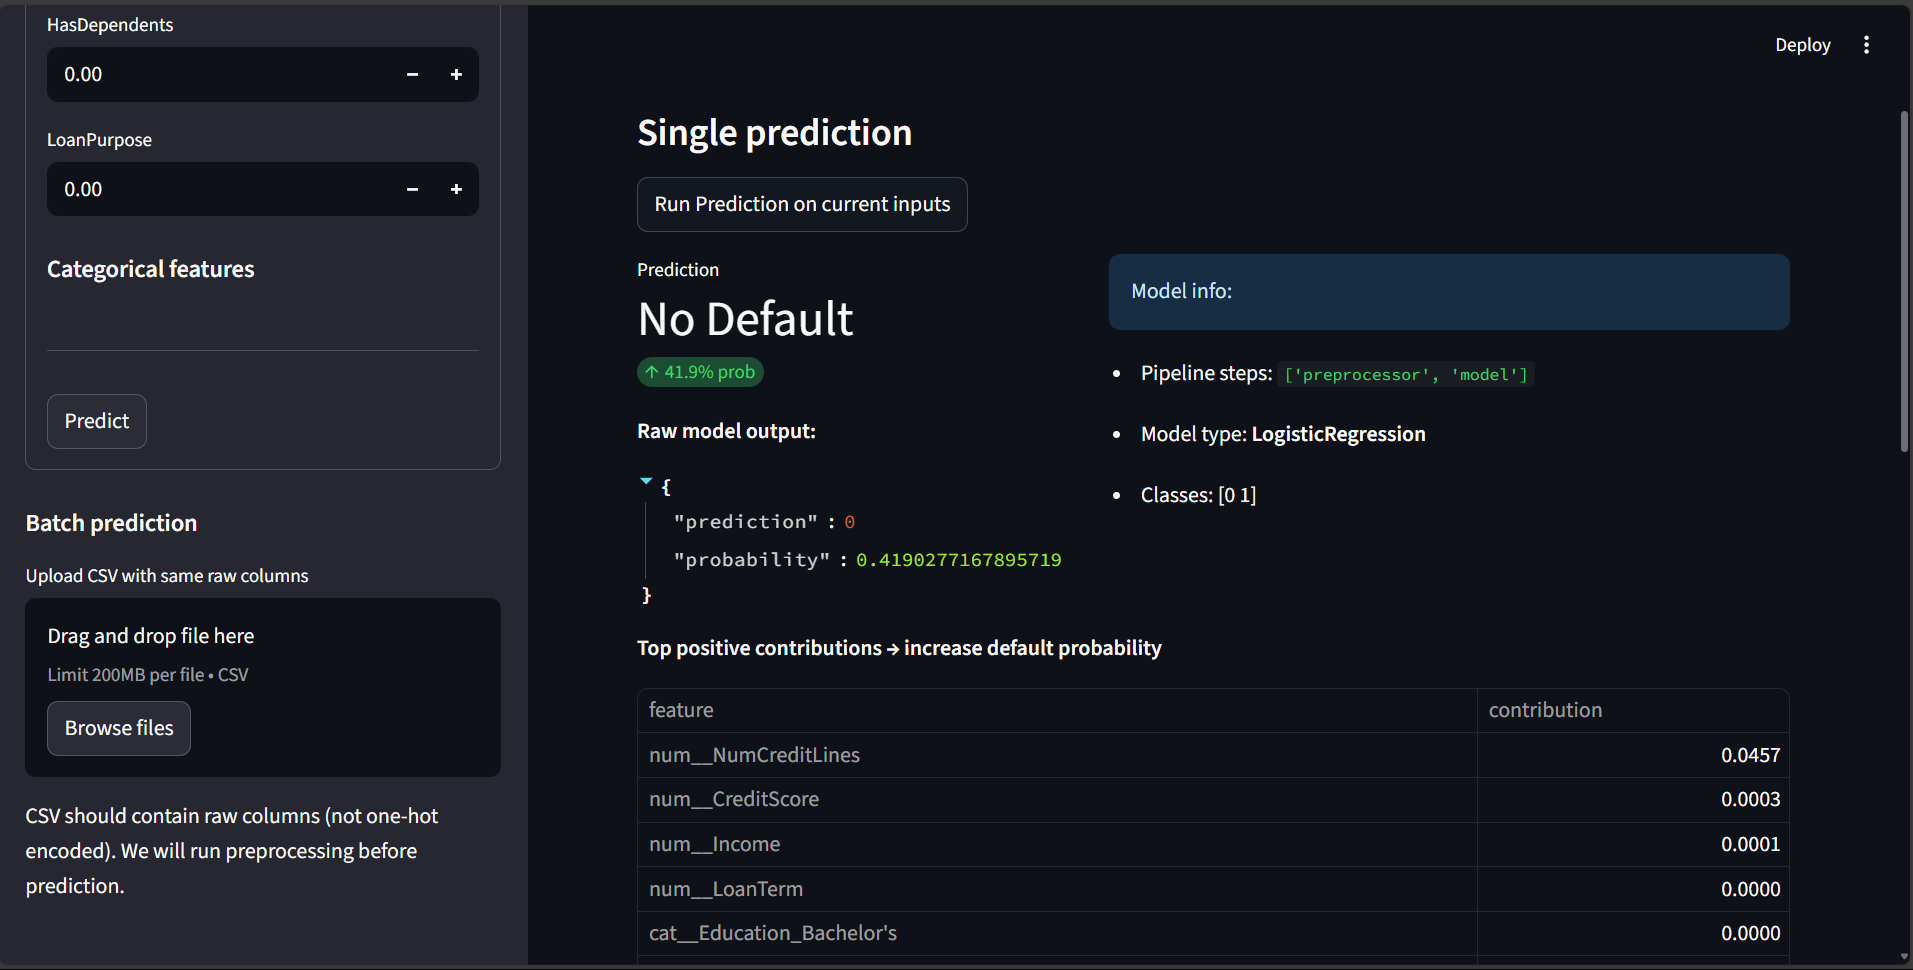 HasDependents
0.00
LoanPurpose
0.00
Categorical features
Predict
Batch prediction
Upload CSV with same raw columns
Drag and drop file here
Limit 200MB per file • CSV
Browse files
CSV should contain raw columns (not one-hot
encoded). We will run preprocessing before
prediction.
Deploy
Single prediction
Run Prediction on current inputs
Prediction
No Default
↑ 41.9% prob
Raw model output:
{
"prediction" : 0
"probability" : 0.4190277167895719
}
Model info:
• Pipeline steps: ['preprocessor', 'model']
• Model type: LogisticRegression
• Classes: [0 1]
Top positive contributions → increase default probability
feature contribution
num__NumCreditLines 0.0457
num__CreditScore 0.0003
num__Income 0.0001
num__LoanTerm 0.0000
cat__Education_Bachelor's 0.0000